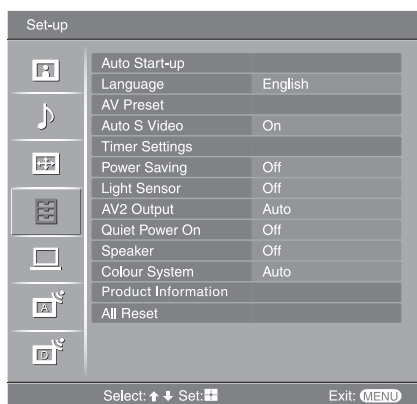 Set-up
Auto Start-up
Language English
AV Preset
Auto S Video On
Timer Settings
Power Saving Off
Light Sensor Off
AV2 Output Auto
Quiet Power On Off
Speaker Off
Colour System Auto
Product Information
All Reset
A
D
Select: Set: Exit: MENU